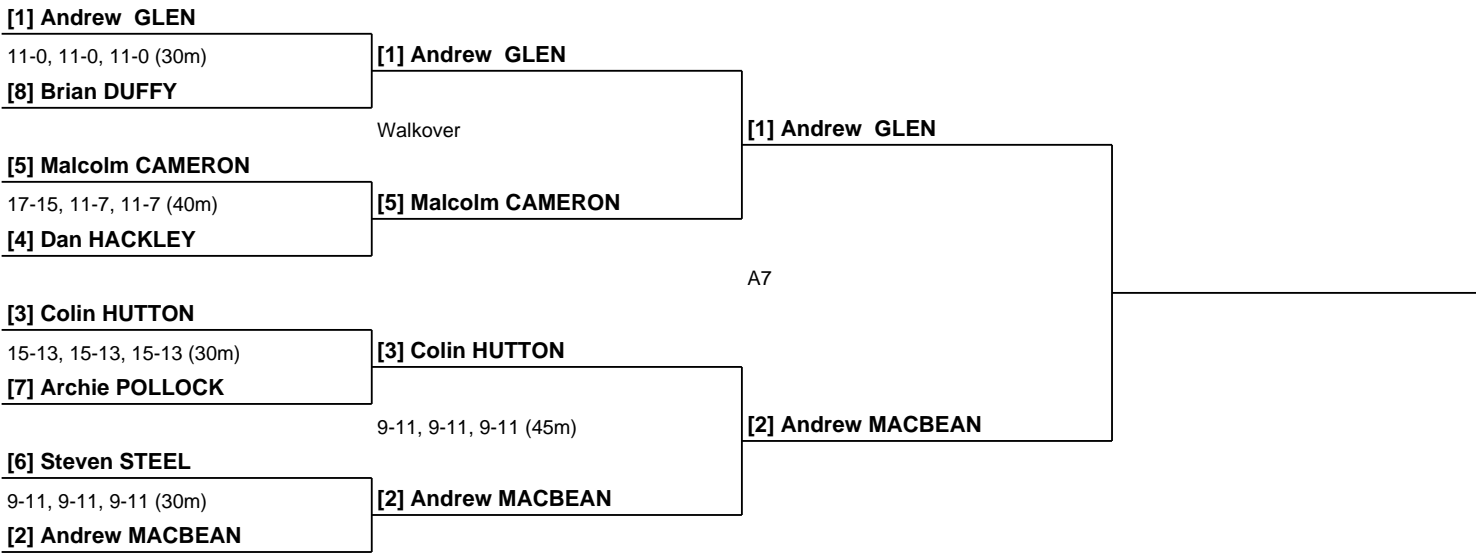 [1] Andrew  GLEN
11-0, 11-0, 11-0 (30m)
[8] Brian DUFFY
[5] Malcolm CAMERON
17-15, 11-7, 11-7 (40m)
[4] Dan HACKLEY
[3] Colin HUTTON
15-13, 15-13, 15-13 (30m)
[7] Archie POLLOCK
[6] Steven STEEL
9-11, 9-11, 9-11 (30m)
[2] Andrew MACBEAN
[1] Andrew  GLEN
Walkover
[5] Malcolm CAMERON
[3] Colin HUTTON
9-11, 9-11, 9-11 (45m)
[2] Andrew MACBEAN
[1] Andrew  GLEN
A7
[2] Andrew MACBEAN